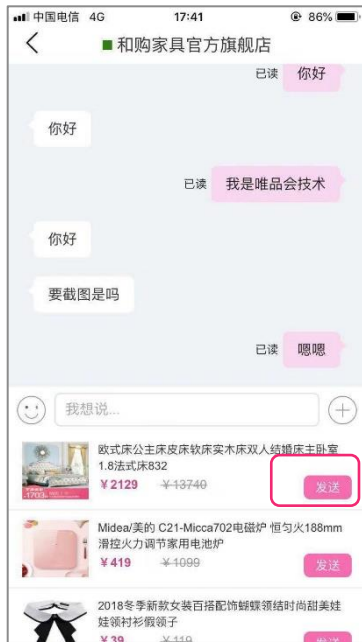 中国电信 4G 17:41 86%
和购家具官方旗舰店
已读 你好
你好
已读 我是唯品会技术
你好
要截图是吗
已读 嗯嗯
我想说...
欧式床公主床皮床软床实木床双人结婚床主卧室
1.8法式床832
¥2129 ¥13740
发送
Midea/美的 C21-Micca702电磁炉 恒匀火188mm
滑控火力调节家用电池炉
¥419 ¥1099
发送
2018冬季新款女装百搭配饰蝴蝶领结时尚甜美娃
娃领衬衫假领子
¥39 ¥119
发送